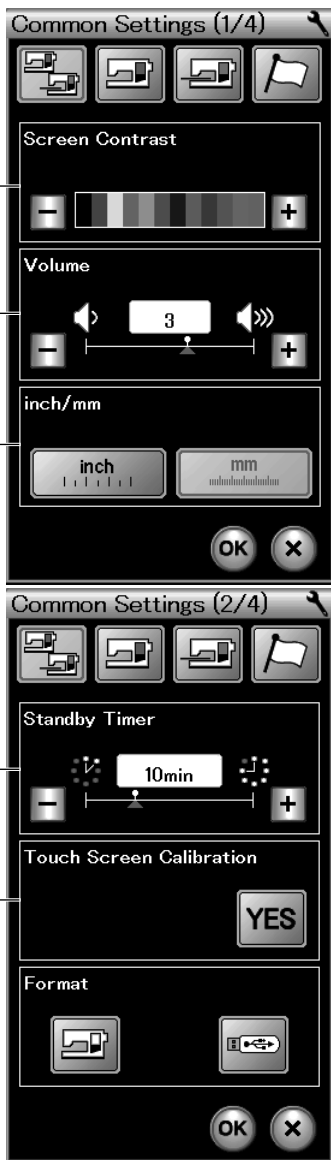 Common Settings (1/4)
Screen Contrast
− +
Volume
3
− +
inch/mm
inch mm
OK ×
Common Settings (2/4)
Standby Timer
10min
− +
Touch Screen Calibration
YES
Format
OK ×